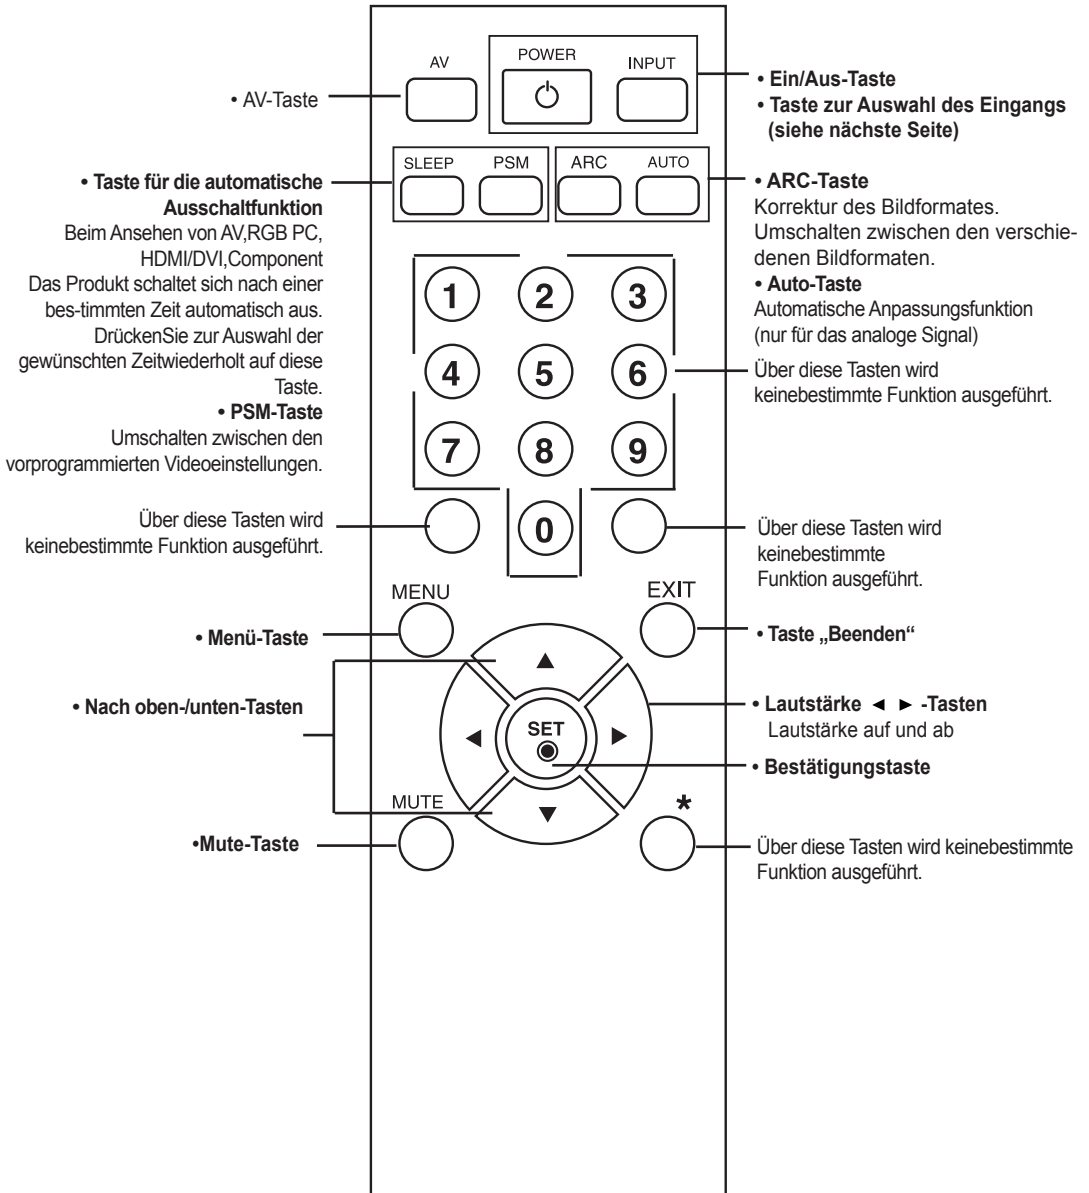 AV
POWER
INPUT
• AV-Taste
• Ein/Aus-Taste
• Taste zur Auswahl des Eingangs
(siehe nächste Seite)
SLEEP
PSM
ARC
AUTO
• Taste für die automatische
Ausschaltfunktion
Beim Ansehen von AV,RGB PC,
HDMI/DVI,Component
Das Produkt schaltet sich nach einer
bes-timmten Zeit automatisch aus.
DrückenSie zur Auswahl der
gewünschten Zeitwiederholt auf diese
Taste.
• PSM-Taste
Umschalten zwischen den
vorprogrammierten Videoeinstellungen.
• ARC-Taste
Korrektur des Bildformates.
Umschalten zwischen den verschie-
denen Bildformaten.
• Auto-Taste
Automatische Anpassungsfunktion
(nur für das analoge Signal)
1 2 3
4 5 6
7 8 9
0
Über diese Tasten wird
keinebestimmte Funktion ausgeführt.
Über diese Tasten wird
keinebestimmte Funktion ausgeführt.
Über diese Tasten wird
keinebestimmte
Funktion ausgeführt.
MENU
EXIT
• Menü-Taste
• Taste „Beenden“
• Nach oben-/unten-Tasten
▲
◄
SET
►
▼
• Lautstärke ◄ ► -Tasten
Lautstärke auf und ab
• Bestätigungstaste
MUTE
*
•Mute-Taste
Über diese Tasten wird keinebestimmte
Funktion ausgeführt.